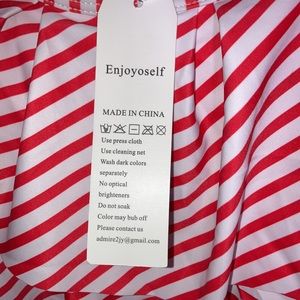 Enjoyoself
MADE IN CHINA
Use press cloth
Use cleaning net
Wash dark colors
separately
No optical
brighteners
Do not soak
Color may bub off
Please contact us
admire2jy@gmail.com